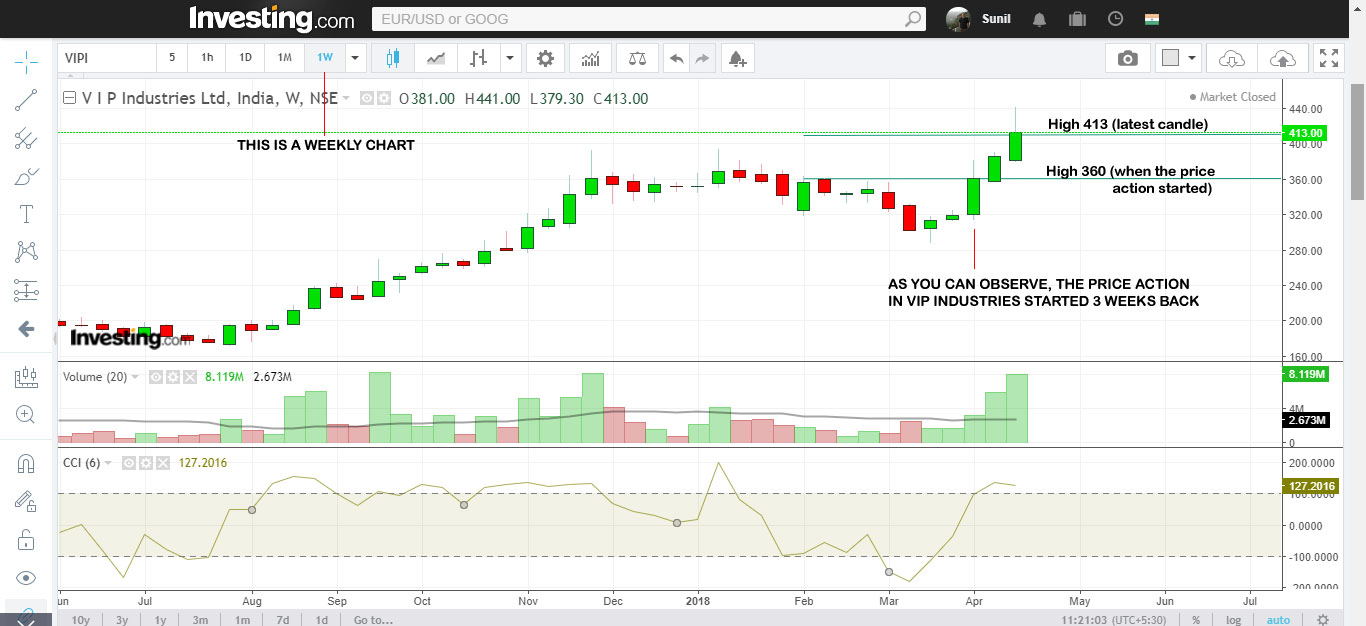 Investing.com
EUR/USD or GOOG
Sunil
VIPI
5
1h
1D
1M
1W
V I P Industries Ltd, India, W, NSE
O381.00 H441.00 L379.30 C413.00
Market Closed
THIS IS A WEEKLY CHART
High 413 (latest candle)
High 360 (when the price
action started)
AS YOU CAN OBSERVE, THE PRICE ACTION
IN VIP INDUSTRIES STARTED 3 WEEKS BACK
440.00
413.00
400.00
360.00
320.00
280.00
240.00
200.00
160.00
Investing.com
Volume (20) 8.119M 2.673M
8.119M
4M
2.673M
0
CCI (6) 127.2016
200.0000
127.2016
100.0000
0.0000
-100.0000
-200.0000
Jul Aug Sep Oct Nov Dec 2018 Feb Mar Apr May Jun Jul
10y 3y 1y 3m 1m 7d 1d Go to...
11:21:03 (UTC+5:30) % log auto